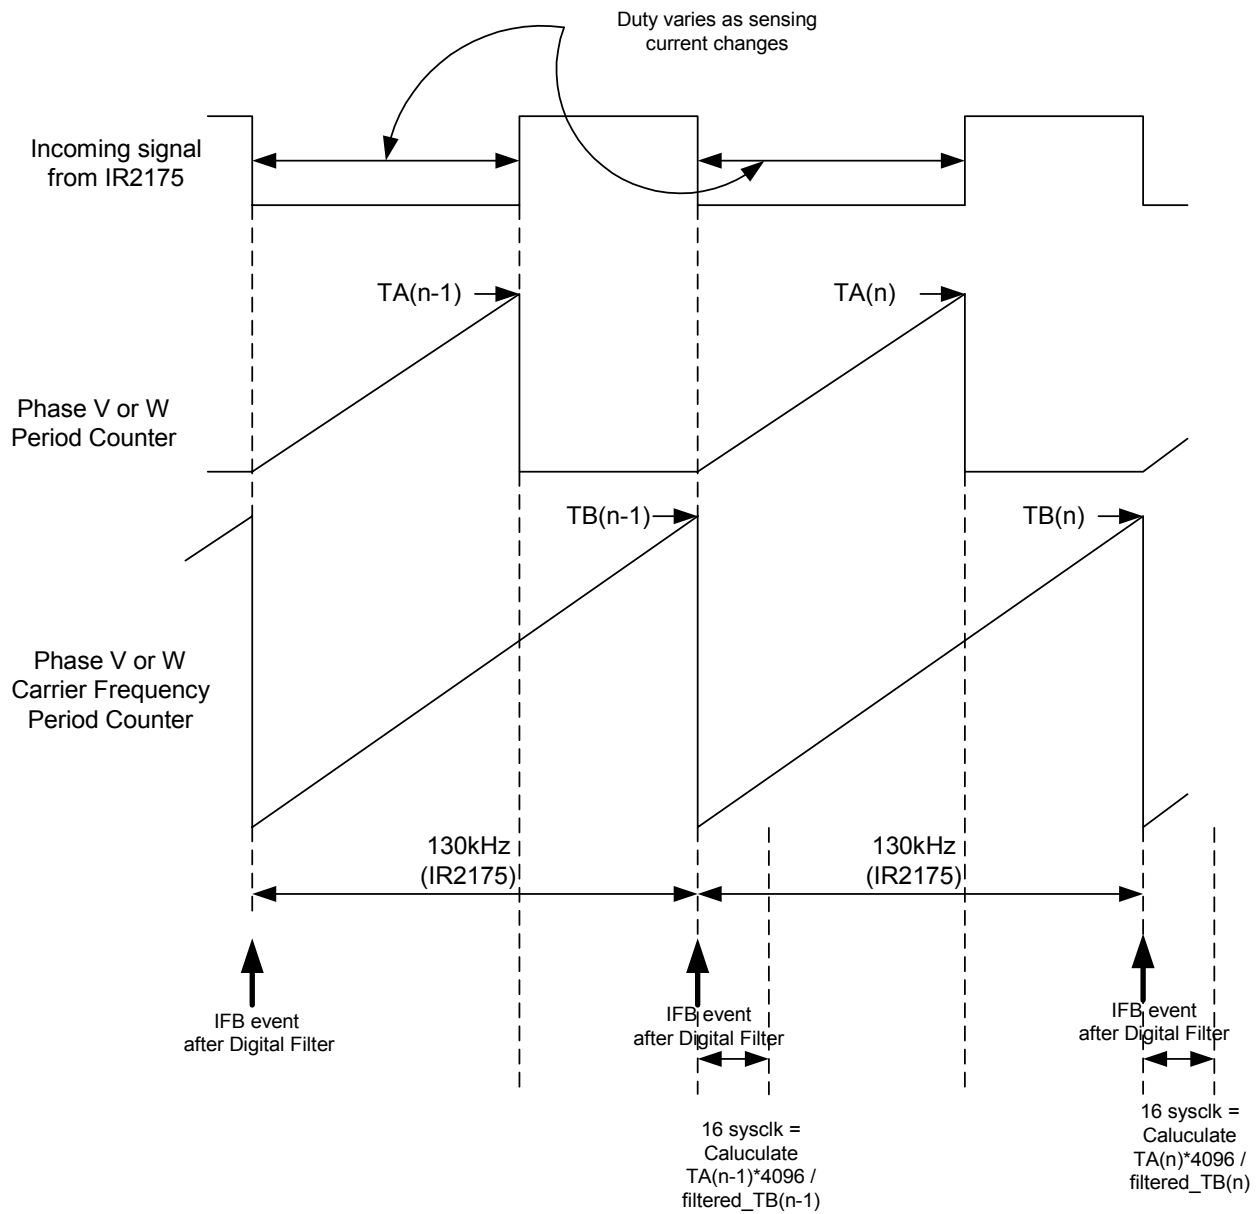 Duty varies as sensing
current changes
Incoming signal
from IR2175
TA(n-1)
TA(n)
Phase V or W
Period Counter
TB(n-1)
TB(n)
Phase V or W
Carrier Frequency
Period Counter
130kHz
(IR2175)
130kHz
(IR2175)
IFB event
after Digital Filter
IFB event
after Digital Filter
IFB event
after Digital Filter
16 sysclk =
Caluculate
TA(n-1)*4096 /
filtered_TB(n-1)
16 sysclk =
Caluculate
TA(n)*4096 /
filtered_TB(n)